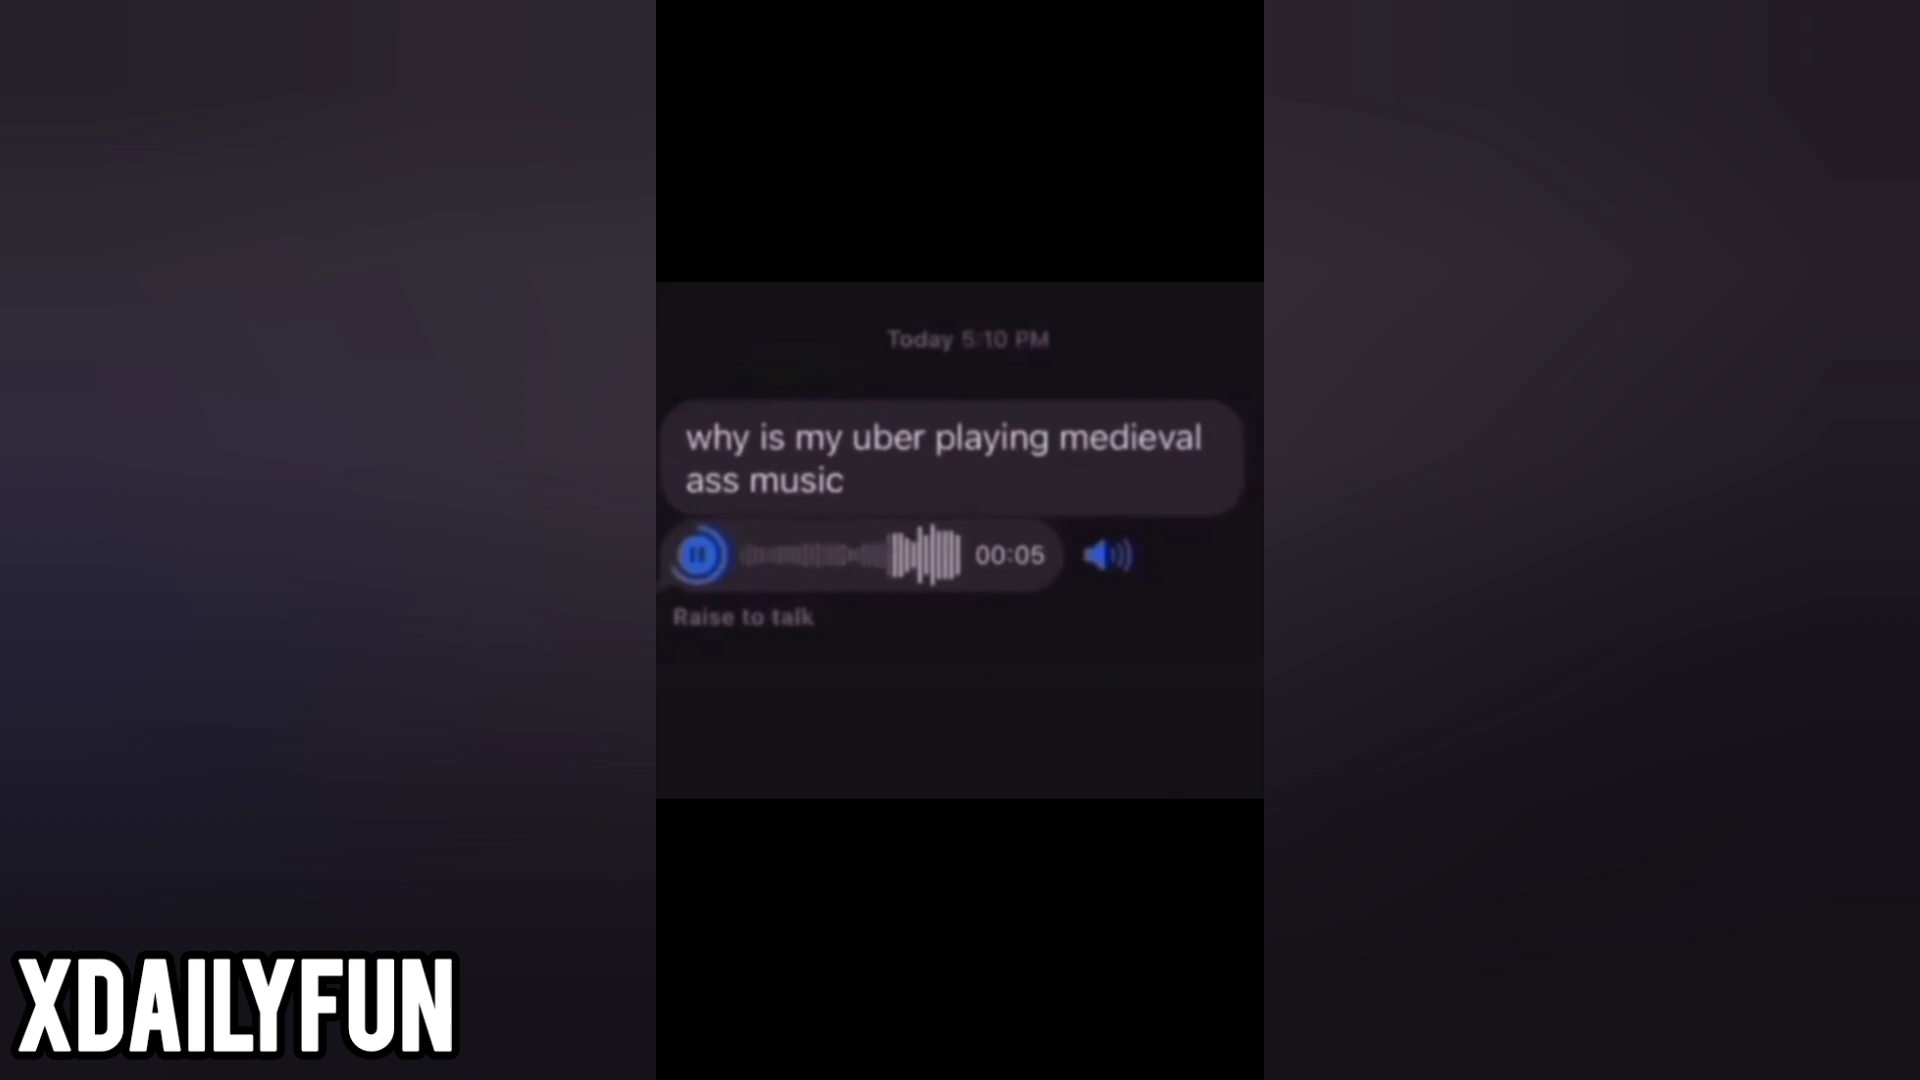 Today 5:10 PM
why is my uber playing medieval
ass music
00:05
Raise to talk
XDAILYFUN